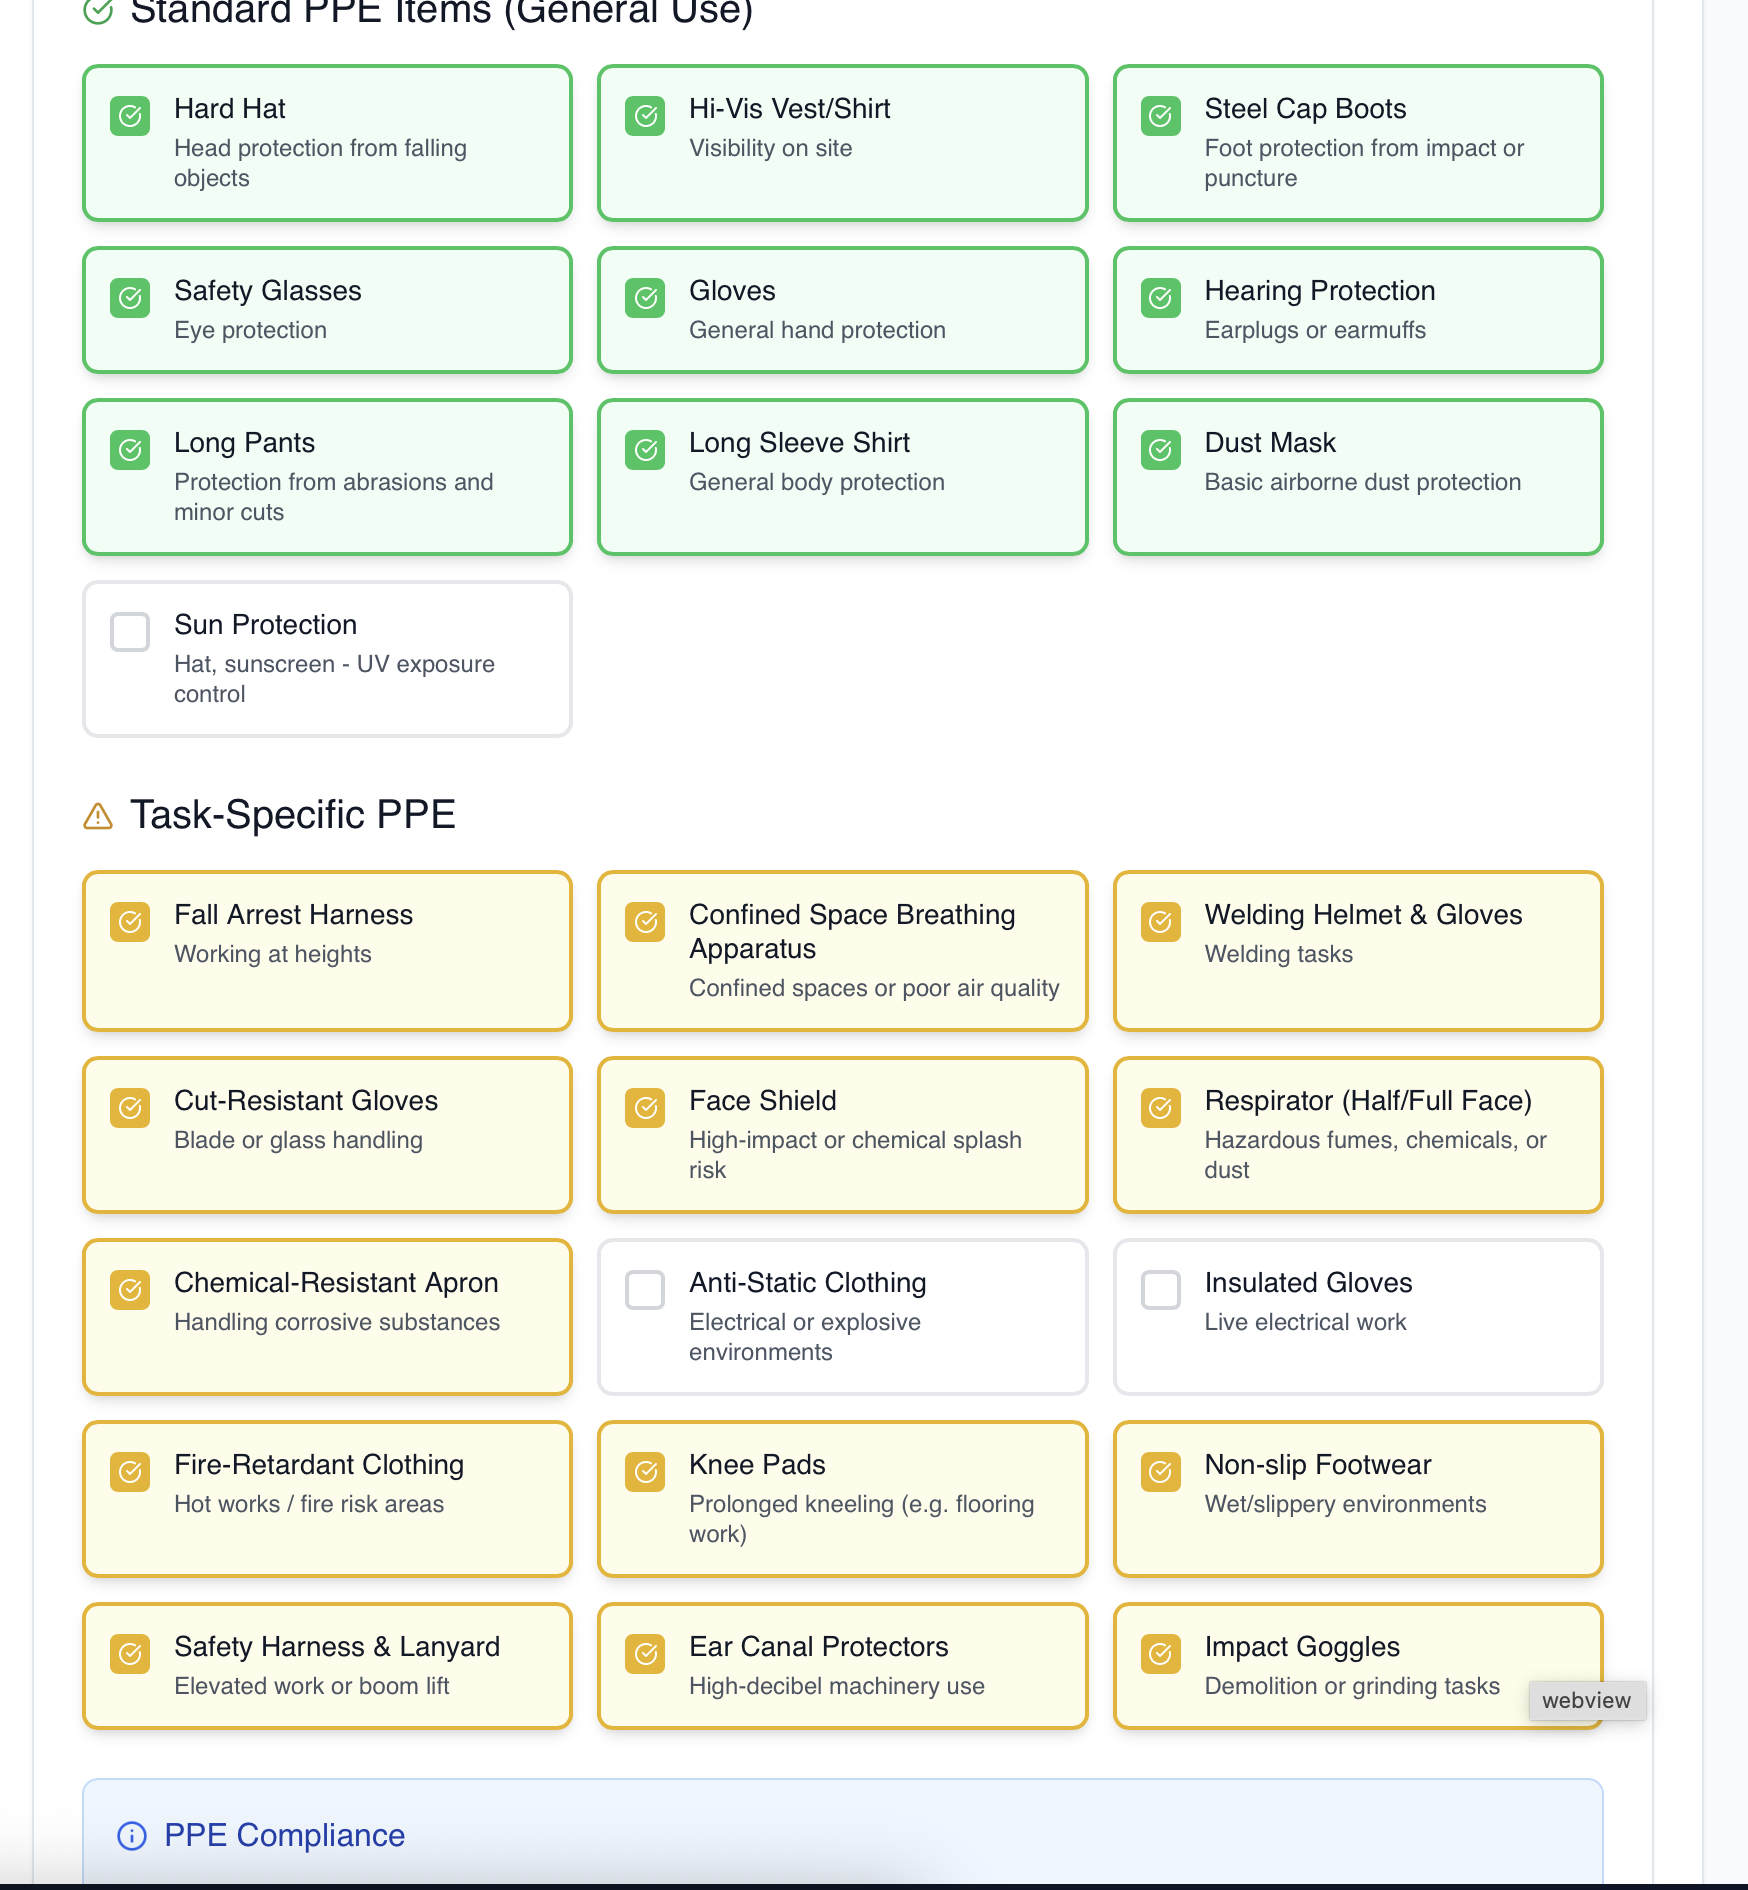 Standard PPE Items (General Use)
Hard Hat
Head protection from falling
objects
Hi-Vis Vest/Shirt
Visibility on site
Steel Cap Boots
Foot protection from impact or
puncture
Safety Glasses
Eye protection
Gloves
General hand protection
Hearing Protection
Earplugs or earmuffs
Long Pants
Protection from abrasions and
minor cuts
Long Sleeve Shirt
General body protection
Dust Mask
Basic airborne dust protection
Sun Protection
Hat, sunscreen - UV exposure
control
Task-Specific PPE
Fall Arrest Harness
Working at heights
Confined Space Breathing
Apparatus
Confined spaces or poor air quality
Welding Helmet & Gloves
Welding tasks
Cut-Resistant Gloves
Blade or glass handling
Face Shield
High-impact or chemical splash
risk
Respirator (Half/Full Face)
Hazardous fumes, chemicals, or
dust
Chemical-Resistant Apron
Handling corrosive substances
Anti-Static Clothing
Electrical or explosive
environments
Insulated Gloves
Live electrical work
Fire-Retardant Clothing
Hot works / fire risk areas
Knee Pads
Prolonged kneeling (e.g. flooring
work)
Non-slip Footwear
Wet/slippery environments
Safety Harness & Lanyard
Elevated work or boom lift
Ear Canal Protectors
High-decibel machinery use
Impact Goggles
Demolition or grinding tasks
webview
PPE Compliance